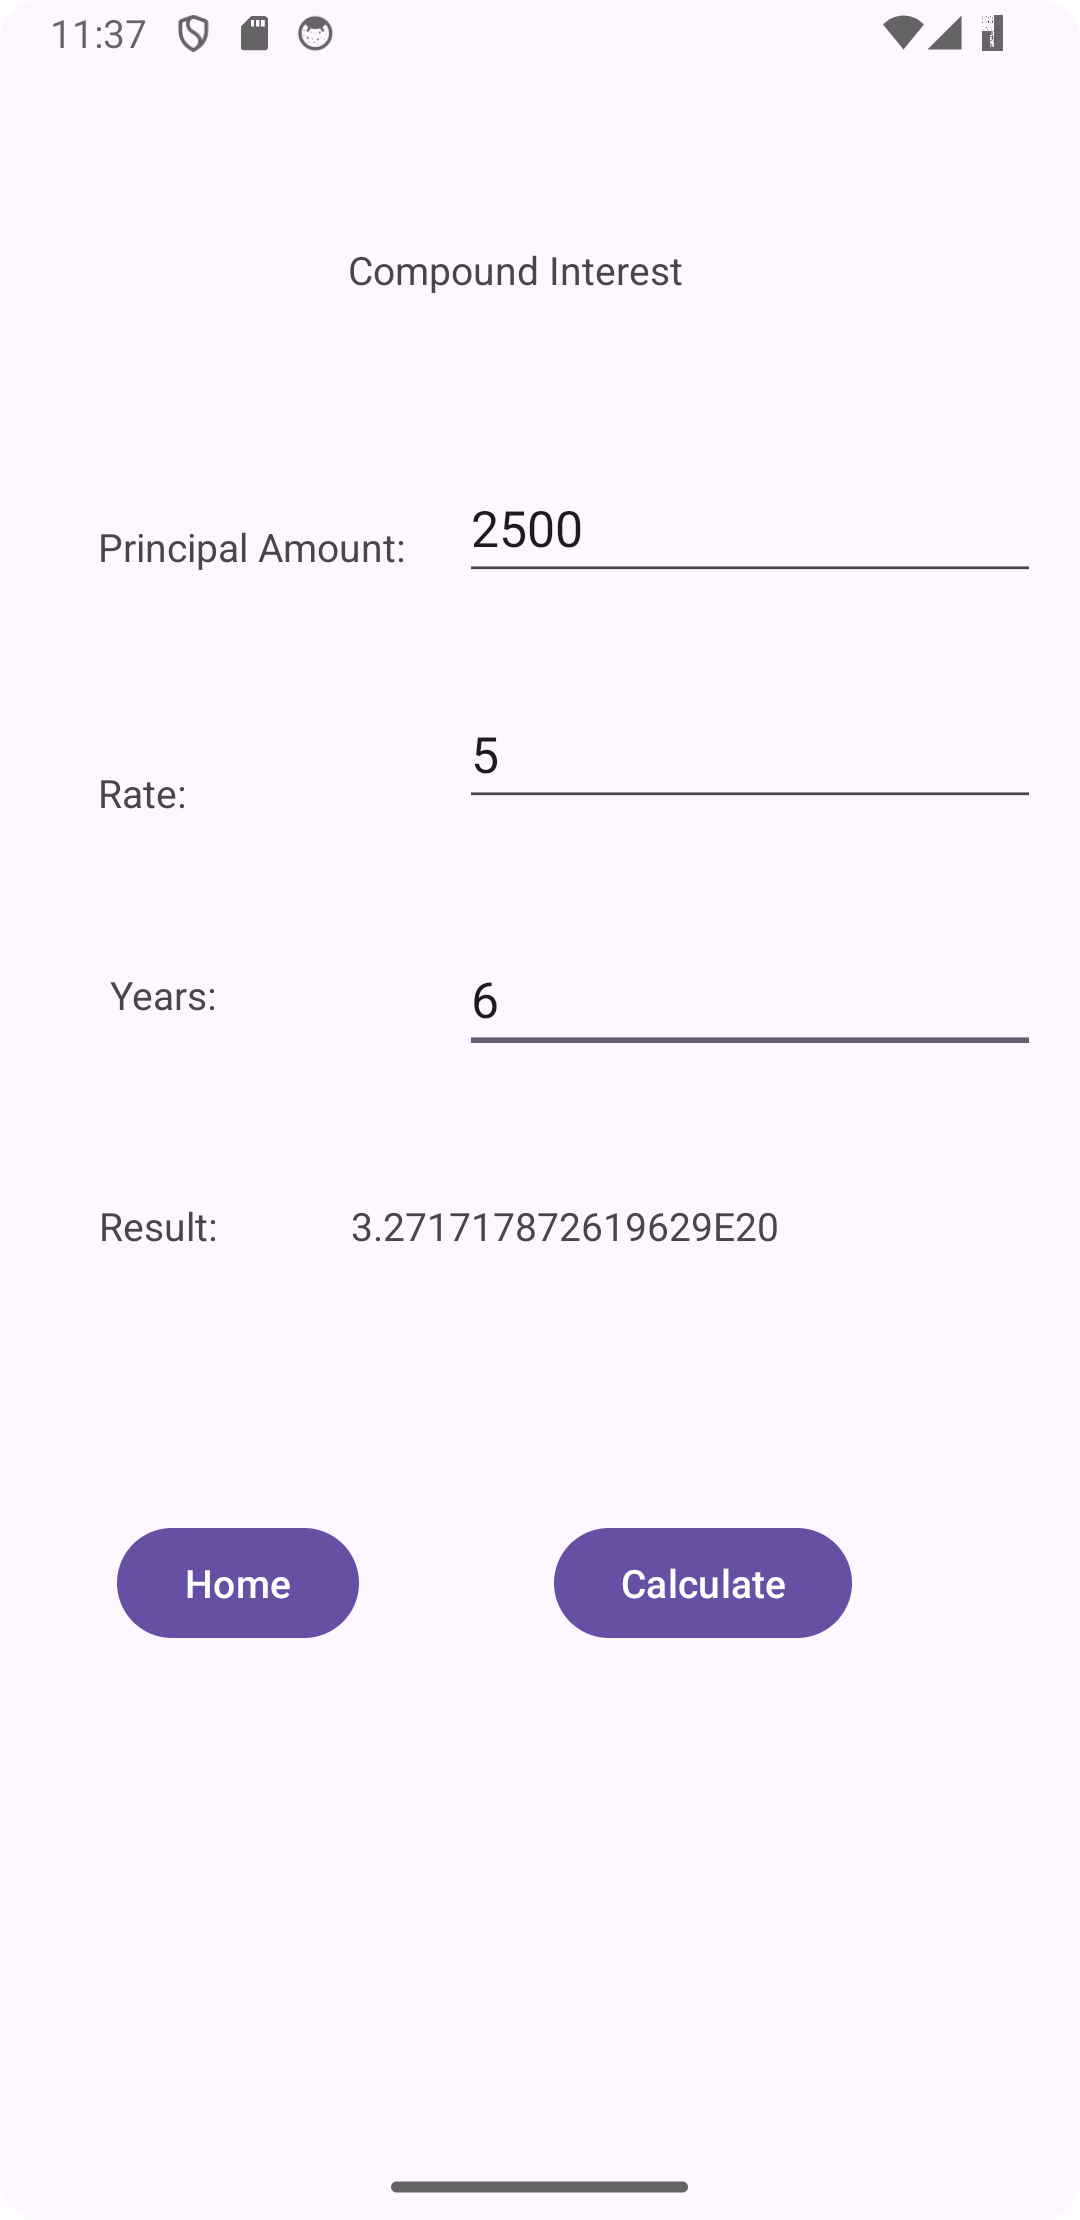 11:37
Compound Interest
Principal Amount: 2500
Rate: 5
Years: 6
Result: 3.271717872619629E20
Home Calculate